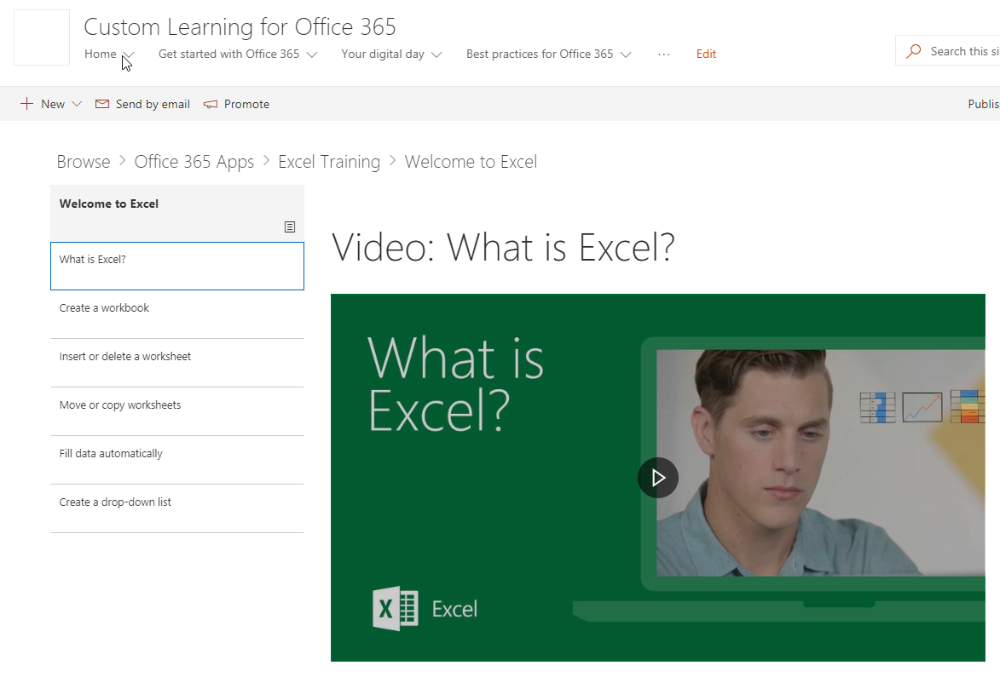 Custom Learning for Office 365
Home Get started with Office 365 Your digital day Best practices for Office 365 ... Edit
Search this si
New Send by email Promote Publis
Browse > Office 365 Apps > Excel Training > Welcome to Excel
Welcome to Excel
What is Excel?
Create a workbook
Insert or delete a worksheet
Move or copy worksheets
Fill data automatically
Create a drop-down list
Video: What is Excel?
What is
Excel?
X Excel